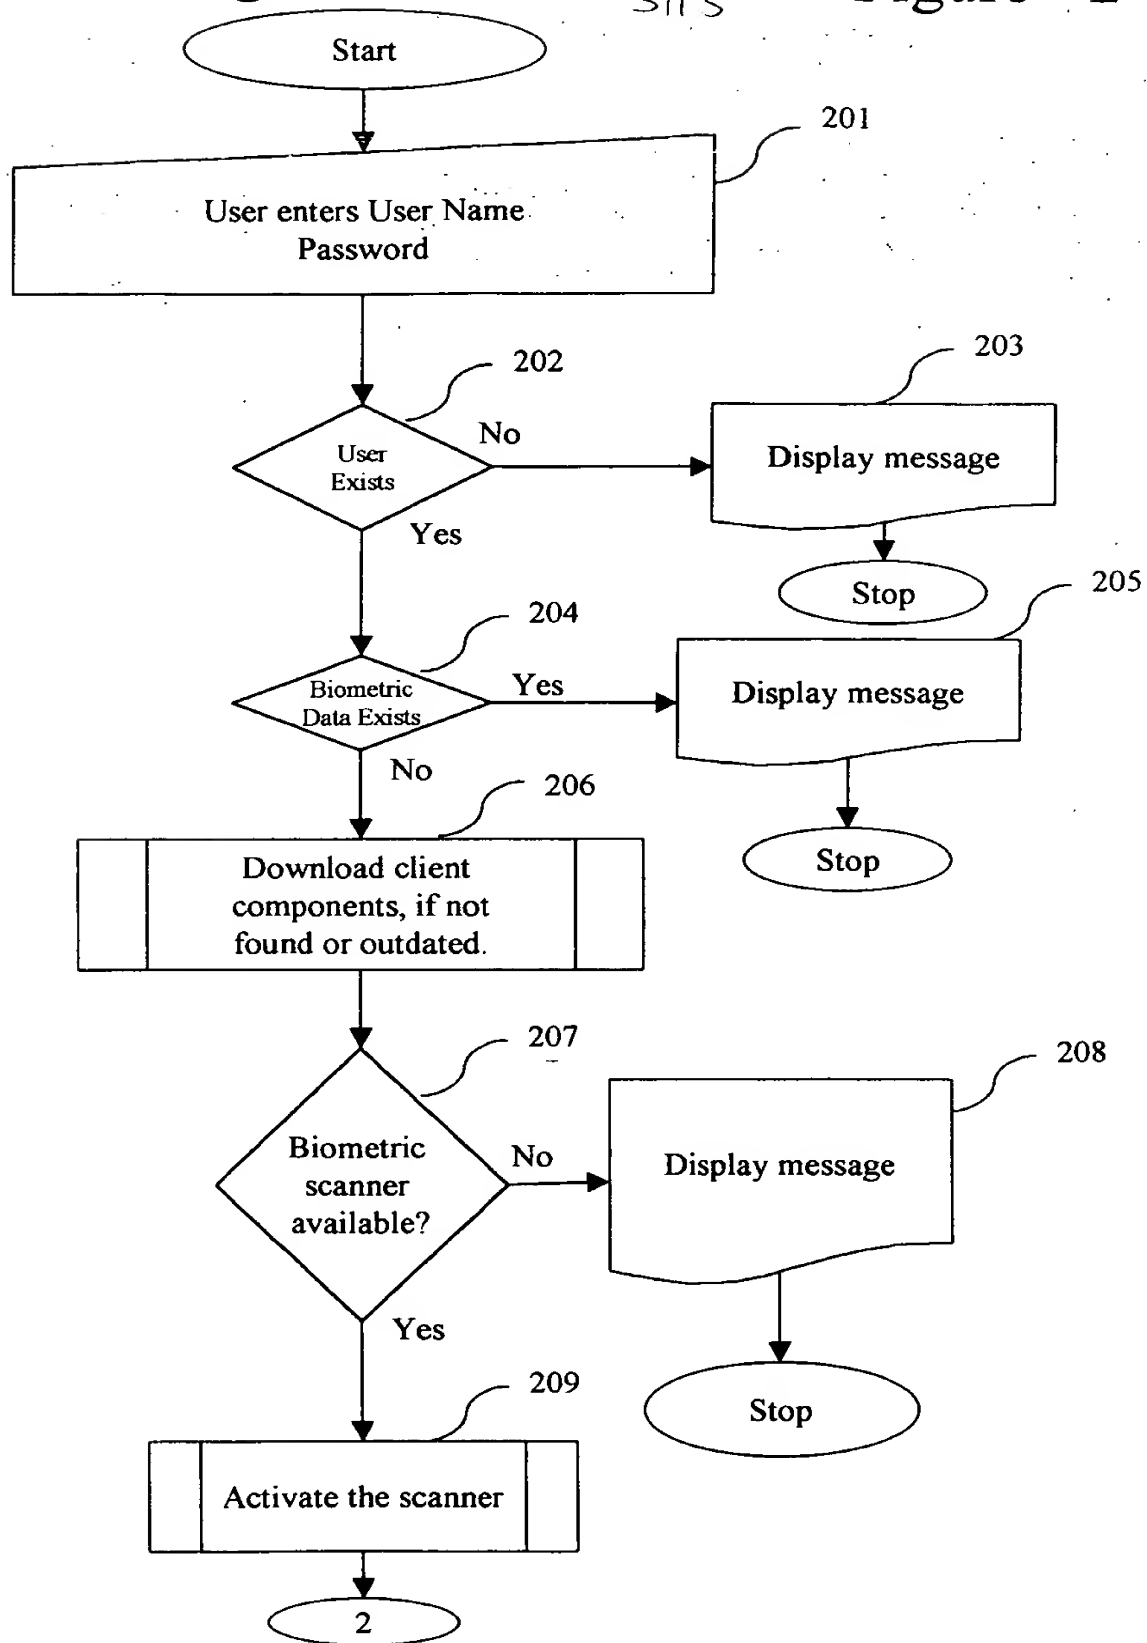 Start
201
User enters User Name
Password
202
203
User
Exists
No
Display message
Yes
Stop
205
204
Biometric
Data Exists
Yes
Display message
No
206
Stop
Download client
components, if not
found or outdated.
207
208
Biometric
scanner
available?
No
Display message
Yes
209
Stop
Activate the scanner
2